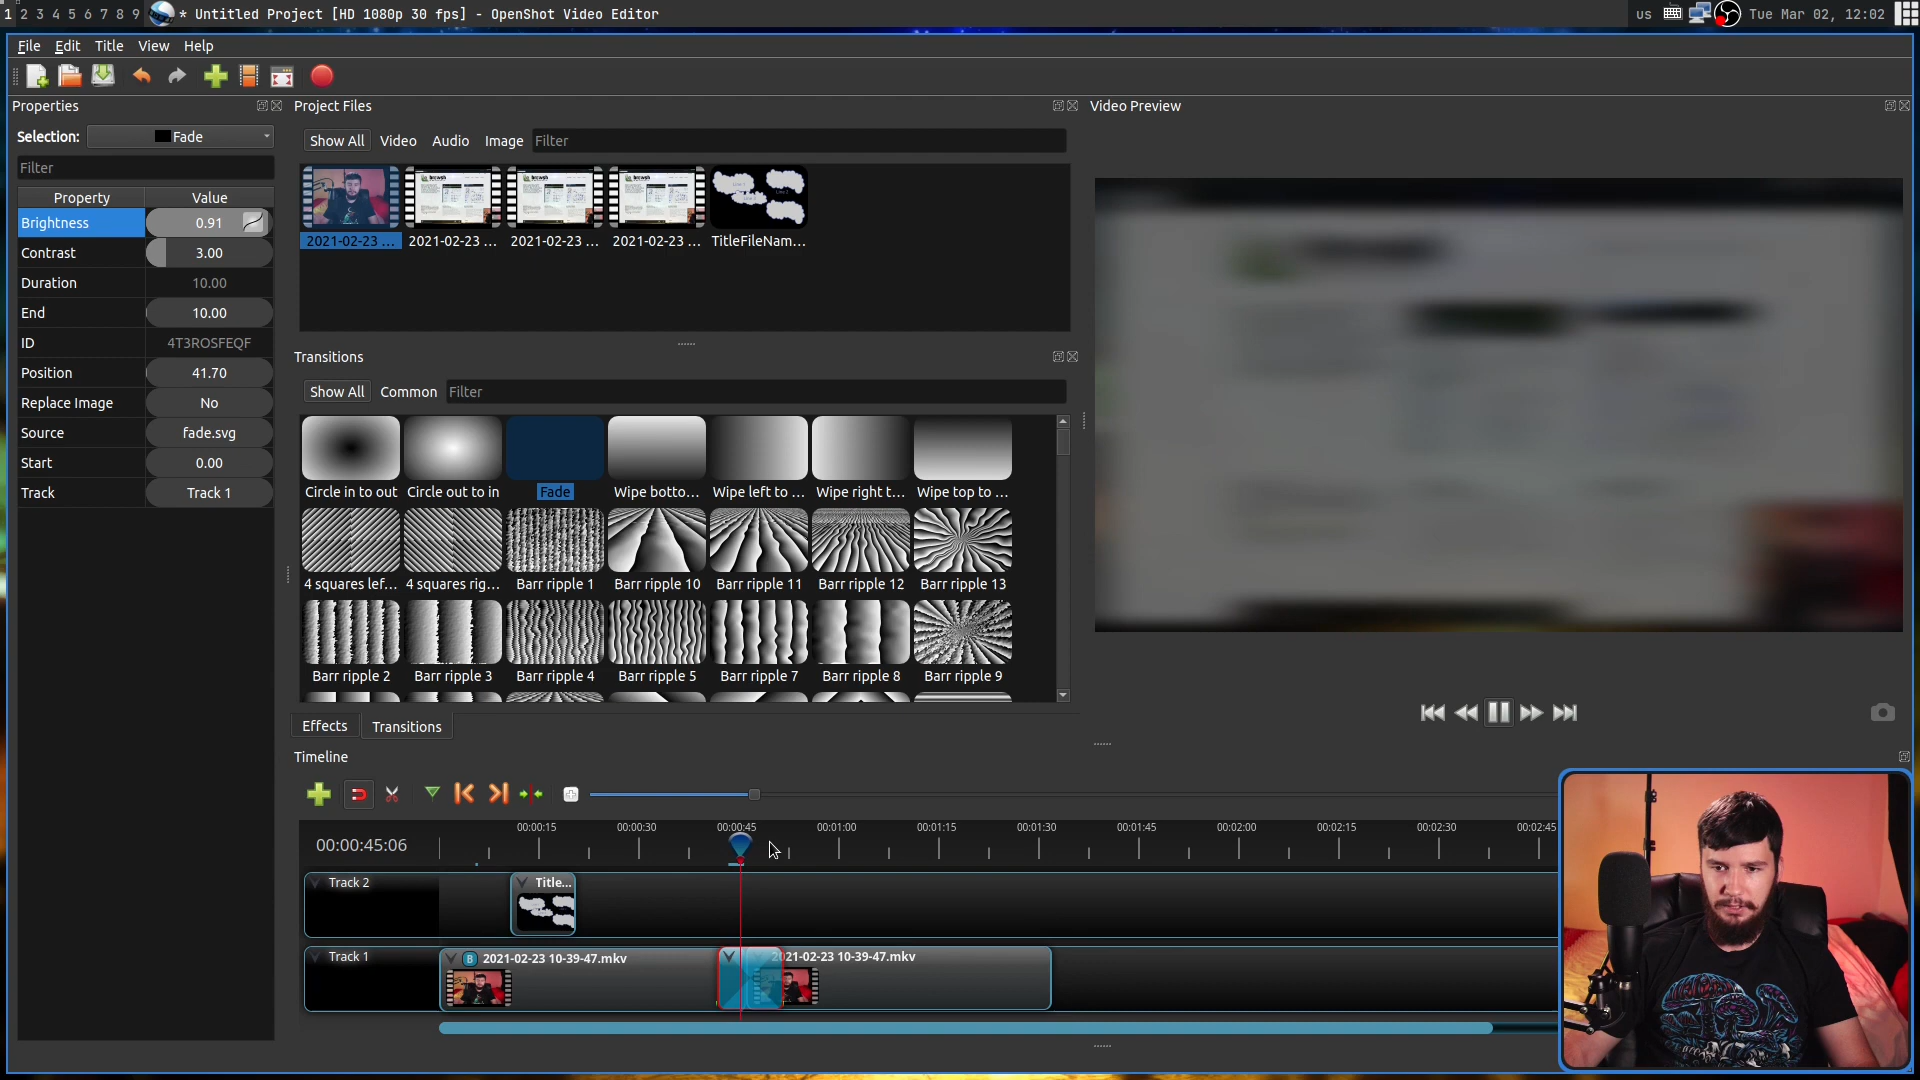 1 2 3 4 5 6 7 8 9 * Untitled Project [HD 1080p 30 fps] - OpenShot Video Editor us Tue Mar 02, 12:02
File Edit Title View Help
Properties Project Files Video Preview
Selection: Fade
Show All Video Audio Image Filter
Filter
Property Value
Brightness 0.91
Contrast 3.00
Duration 10.00
End 10.00
ID 4T3ROSFEQF
Position 41.70
Replace Image No
Source fade.svg
Start 0.00
Track Track 1
2021-02-23 ... 2021-02-23 ... 2021-02-23 ... 2021-02-23 ... TitleFileNam...
Transitions
Show All Common Filter
Circle in to out Circle out to in Fade Wipe botto... Wipe left to ... Wipe right t... Wipe top to ...
4 squares lef... 4 squares rig... Barr ripple 1 Barr ripple 10 Barr ripple 11 Barr ripple 12 Barr ripple 13
Barr ripple 2 Barr ripple 3 Barr ripple 4 Barr ripple 5 Barr ripple 7 Barr ripple 8 Barr ripple 9
Effects Transitions
Timeline
00:00:15 00:00:30 00:00:45 00:01:00 00:01:15 00:01:30 00:01:45 00:02:00 00:02:15 00:02:30 00:02:45
00:00:45:06
Track 2 Title...
Track 1 B 2021-02-23 10-39-47.mkv 2021-02-23 10-39-47.mkv